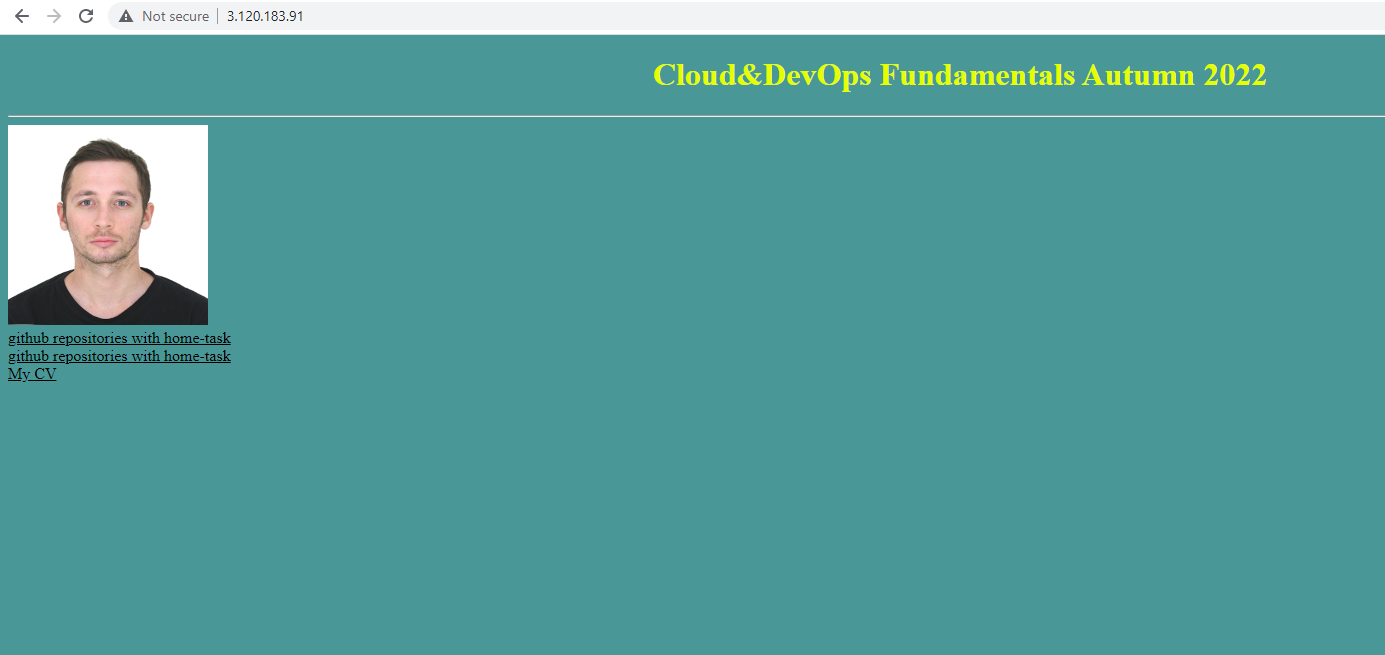 Not secure 3.120.183.91
Cloud&DevOps Fundamentals Autumn 2022
github repositories with home-task
github repositories with home-task
My CV